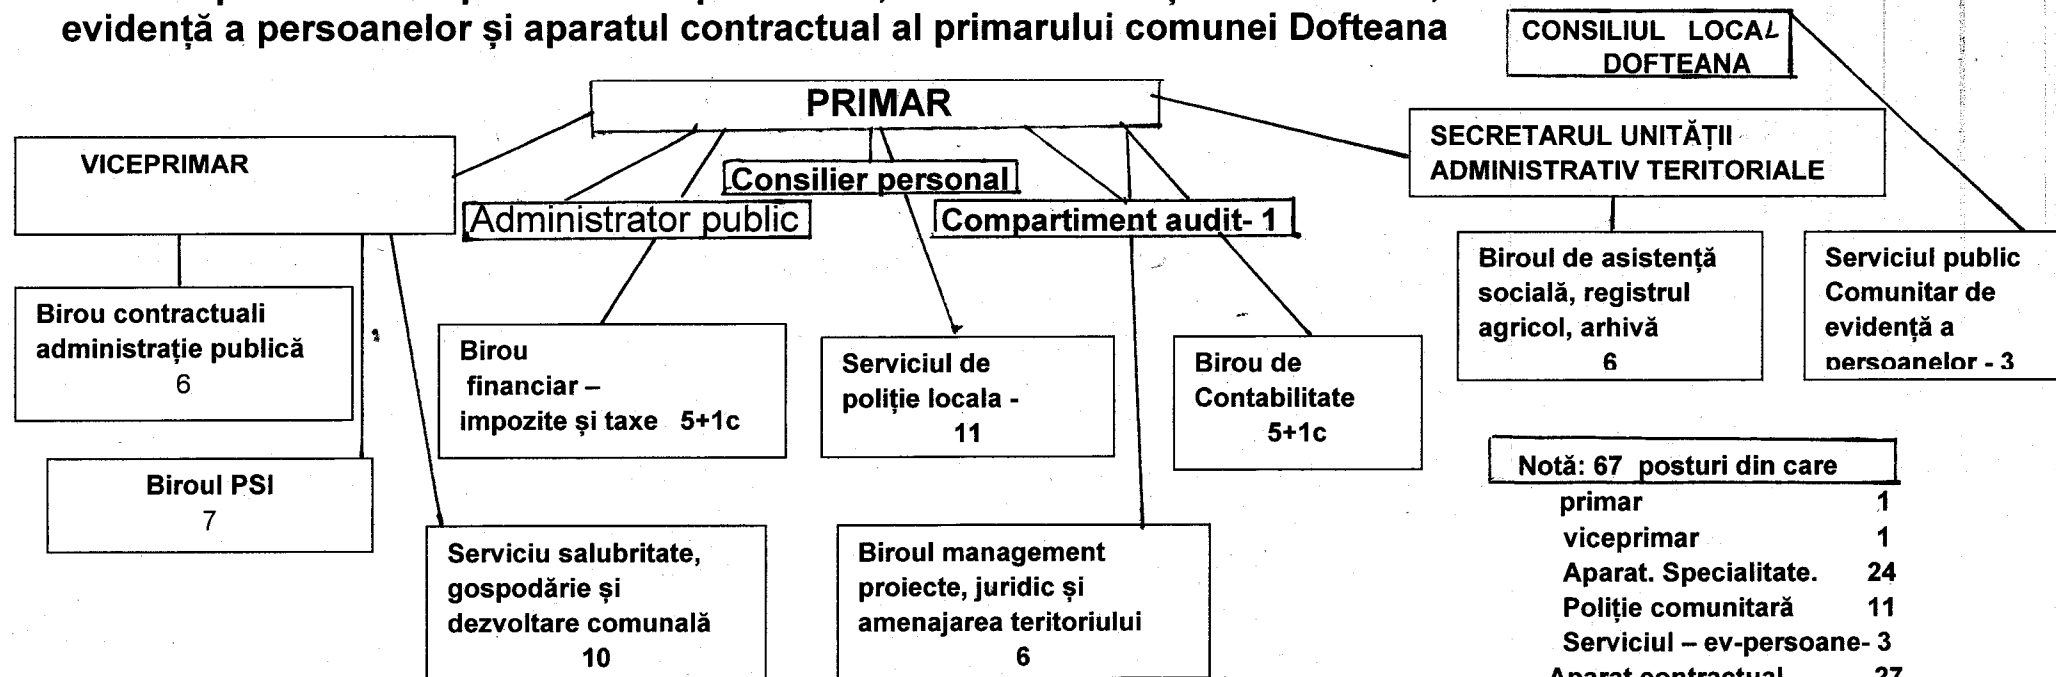 evidență a persoanelor și aparatul contractual al primarului comunei Dofteana
CONSILIUL LOCAL
DOFTEANA
PRIMAR
VICEPRIMAR
SECRETARUL UNITĂȚII
ADMINISTRATIV TERITORIALE
Consilier personal
Administrator public
Compartiment audit- 1
Birou contractuali
administrație publică
6
Biroul PSI
7
Birou
financiar –
impozite și taxe 5+1c
Serviciul de
poliție locala -
11
Birou de
Contabilitate
5+1c
Biroul de asistență
socială, registrul
agricol, arhivă
6
Serviciul public
Comunitar de
evidență a
persoanelor - 3
Serviciu salubritate,
gospodărie și
dezvoltare comunală
10
Biroul management
proiecte, juridic și
amenajarea teritoriului
6
Notă: 67 posturi din care
primar 1
viceprimar 1
Aparat. Specialitate. 24
Poliție comunitară 11
Serviciul – ev-persoane- 3
Aparat contractual 27